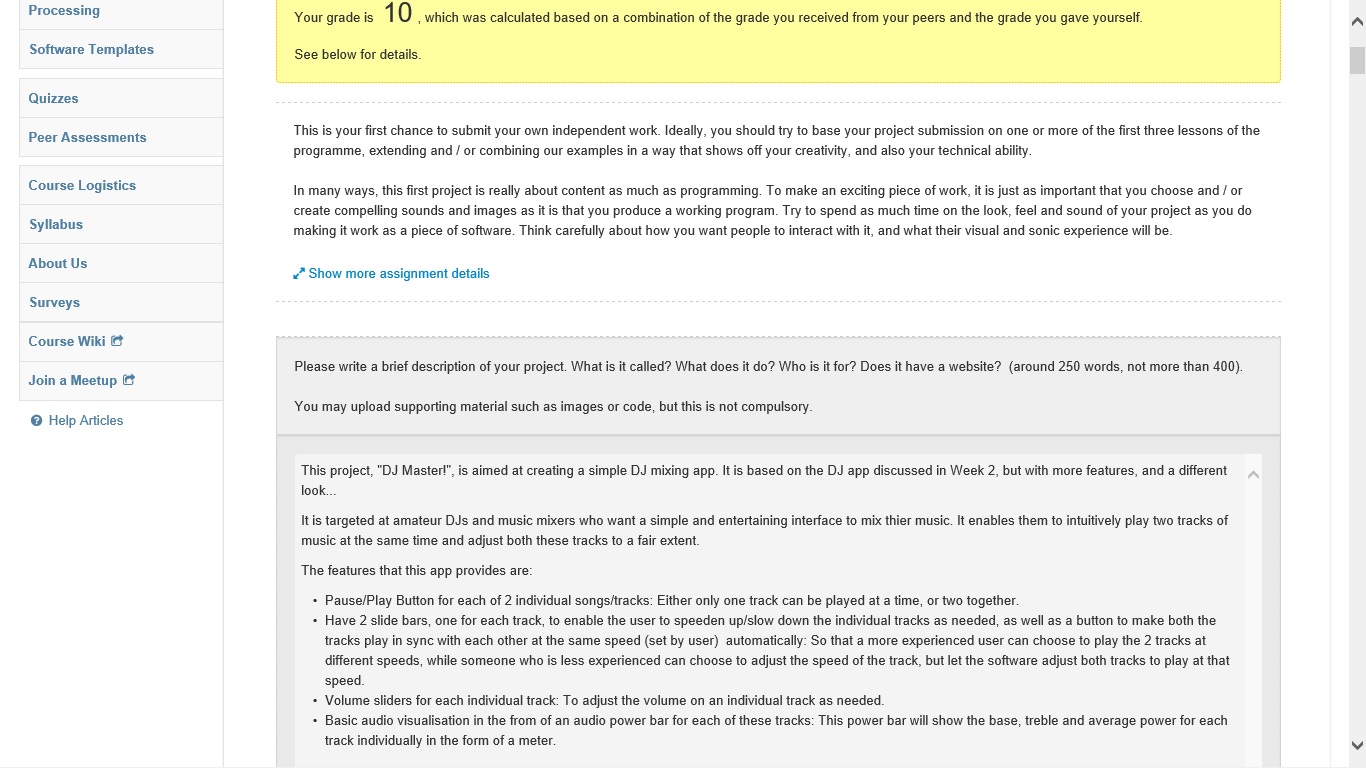 Processing
Software Templates
Quizzes
Peer Assessments
Course Logistics
Syllabus
About Us
Surveys
Course Wiki
Join a Meetup
Help Articles
Your grade is 10 , which was calculated based on a combination of the grade you received from your peers and the grade you gave yourself.
See below for details.
This is your first chance to submit your own independent work. Ideally, you should try to base your project submission on one or more of the first three lessons of the
programme, extending and / or combining our examples in a way that shows off your creativity, and also your technical ability.
In many ways, this first project is really about content as much as programming. To make an exciting piece of work, it is just as important that you choose and / or
create compelling sounds and images as it is that you produce a working program. Try to spend as much time on the look, feel and sound of your project as you do
making it work as a piece of software. Think carefully about how you want people to interact with it, and what their visual and sonic experience will be.
Show more assignment details
Please write a brief description of your project. What is it called? What does it do? Who is it for? Does it have a website?  (around 250 words, not more than 400).
You may upload supporting material such as images or code, but this is not compulsory.
This project, "DJ Master!", is aimed at creating a simple DJ mixing app. It is based on the DJ app discussed in Week 2, but with more features, and a different
look...
It is targeted at amateur DJs and music mixers who want a simple and entertaining interface to mix thier music. It enables them to intuitively play two tracks of
music at the same time and adjust both these tracks to a fair extent.
The features that this app provides are:
• Pause/Play Button for each of 2 individual songs/tracks: Either only one track can be played at a time, or two together.
• Have 2 slide bars, one for each track, to enable the user to speeden up/slow down the individual tracks as needed, as well as a button to make both the
tracks play in sync with each other at the same speed (set by user)  automatically: So that a more experienced user can choose to play the 2 tracks at
different speeds, while someone who is less experienced can choose to adjust the speed of the track, but let the software adjust both tracks to play at that
speed.
• Volume sliders for each individual track: To adjust the volume on an individual track as needed.
• Basic audio visualisation in the from of an audio power bar for each of these tracks: This power bar will show the base, treble and average power for each
track individually in the form of a meter.